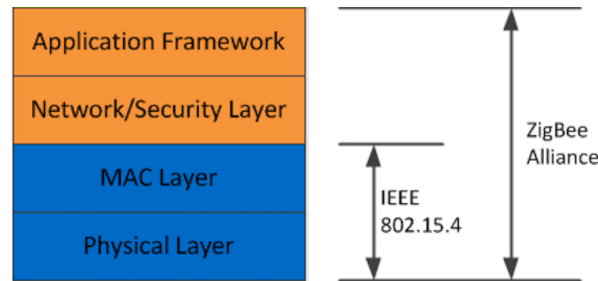 Application Framework
Network/Security Layer
MAC Layer
Physical Layer
IEEE
802.15.4
ZigBee
Alliance